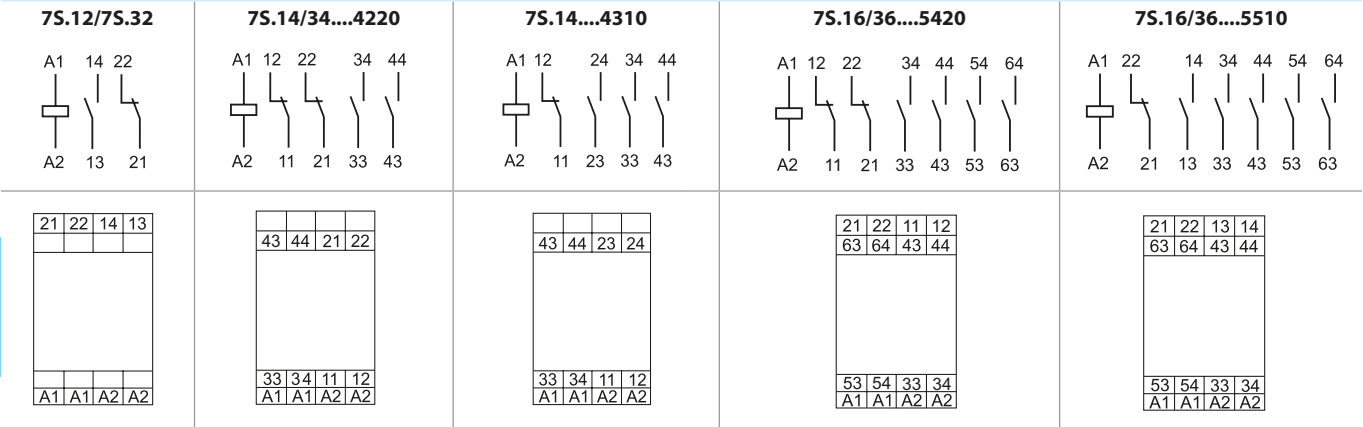 7S.12/7S.32
A1 14 22
A2 13 21
21 22 14 13
A1 A1 A2 A2
7S.14/34....4220
A1 12 22 34 44
A2 11 21 33 43
43 44 21 22
33 34 11 12
A1 A1 A2 A2
7S.14....4310
A1 12 24 34 44
A2 11 23 33 43
43 44 23 24
33 34 11 12
A1 A1 A2 A2
7S.16/36....5420
A1 12 22 34 44 54 64
A2 11 21 33 43 53 63
21 22 11 12
63 64 43 44
53 54 33 34
A1 A1 A2 A2
7S.16/36....5510
A1 22 14 34 44 54 64
A2 21 13 33 43 53 63
21 22 13 14
63 64 43 44
53 54 33 34
A1 A1 A2 A2